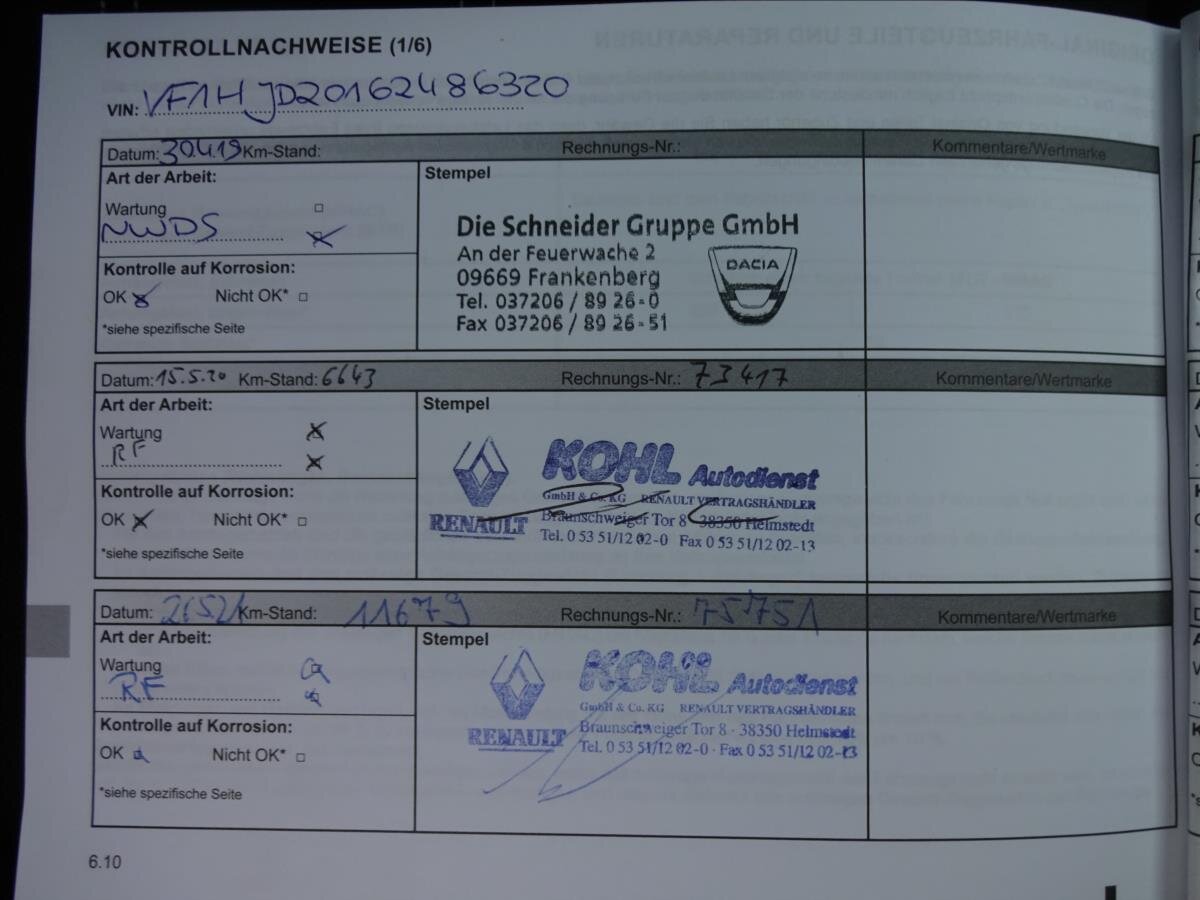 KONTROLLNACHWEISE (1/6)
VIN: VF1HJD20162486320
Datum: 30.4.19 Km-Stand: Rechnungs-Nr.: Kommentare/Wertmarke
Art der Arbeit:
Stempel
Wartung
NWDS
Kontrolle auf Korrosion:
OK Nicht OK*
*siehe spezifische Seite
Die Schneider Gruppe GmbH
An der Feuerwache 2
09669 Frankenberg
Tel. 037206 / 89 26-0
Fax 037206 / 89 26-51
DACIA
Datum: 15.5.20 Km-Stand: 6643 Rechnungs-Nr.: 73417 Kommentare/Wertmarke
Art der Arbeit:
Stempel
Wartung
RF
Kontrolle auf Korrosion:
OK Nicht OK*
*siehe spezifische Seite
RENAULT
KOHL Autodienst
GmbH & Co. KG RENAULT VERTRAGSHÄNDLER
Braunschweiger Tor 8 38350 Helmstedt
Tel. 0 53 51/12 02-0 Fax 0 53 51/12 02-13
Datum: 26.5.21 Km-Stand: 11679 Rechnungs-Nr.: 75751 Kommentare/Wertmarke
Art der Arbeit:
Stempel
Wartung
RF
Kontrolle auf Korrosion:
OK Nicht OK*
*siehe spezifische Seite
RENAULT
KOHL Autodienst
GmbH & Co. KG RENAULT VERTRAGSHÄNDLER
Braunschweiger Tor 8 · 38350 Helmstedt
Tel. 0 53 51/12 02-0 · Fax 0 53 51/12 02-13
6.10